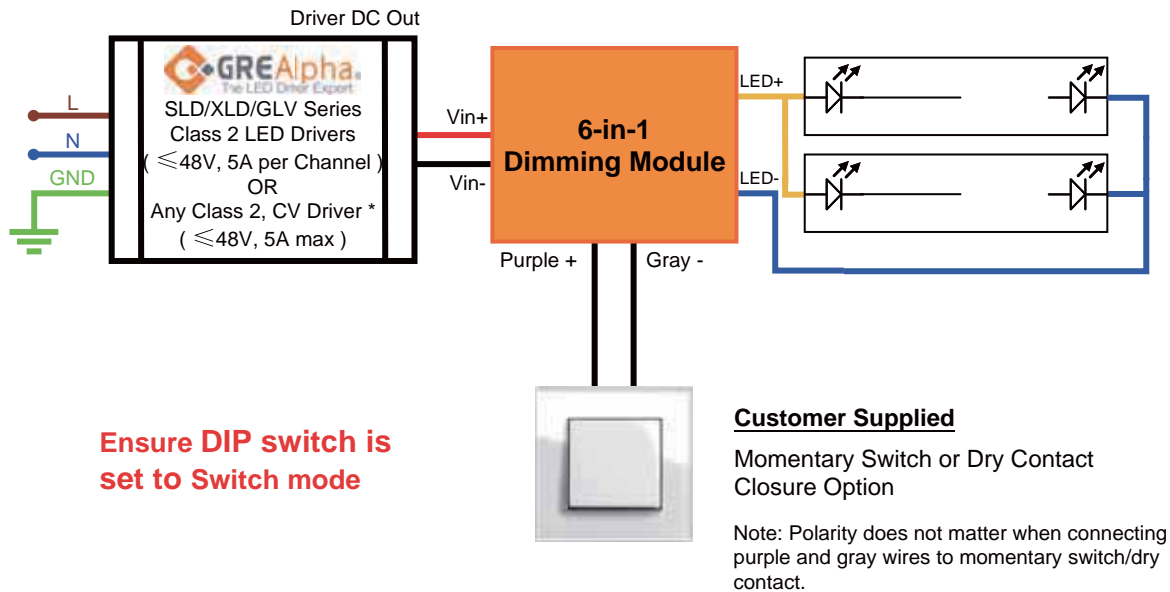 Driver DC Out
GREAlpha®
The LED Driver Expert
SLD/XLD/GLV Series
Class 2 LED Drivers
( ≤48V, 5A per Channel )
OR
Any Class 2, CV Driver *
( ≤48V, 5A max )
L
N
GND
Vin+
Vin-
6-in-1
Dimming Module
LED+
LED-
Purple +
Gray -
Ensure DIP switch is
set to Switch mode
Customer Supplied
Momentary Switch or Dry Contact
Closure Option
Note: Polarity does not matter when connecting
purple and gray wires to momentary switch/dry
contact.